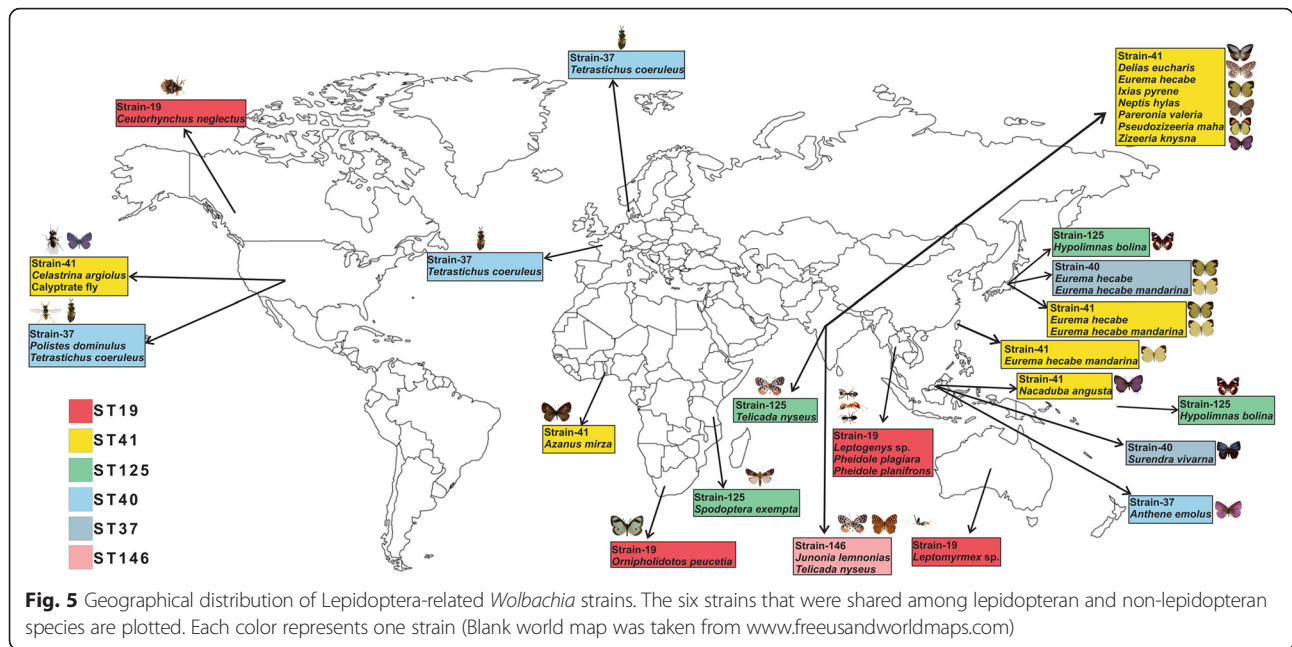 Strain-37
Tetrastichus coeruleus
Strain-19
Ceutorhynchus neglectus
Strain-41
Delias eucharis
Eurema hecabe
Ixias pyrene
Neptis hylas
Pareronia valeria
Pseudozizeeria maha
Zizeeria knysna
Strain-37
Tetrastichus coeruleus
Strain-41
Celastrina argiolus
Calyptrate fly
Strain-37
Polistes dominulus
Tetrastichus coeruleus
Strain-125
Hypolimnas bolina
Strain-40
Eurema hecabe
Eurema hecabe mandarina
Strain-41
Eurema hecabe
Eurema hecabe mandarina
Strain-41
Eurema hecabe mandarina
Strain-41
Nacaduba angusta
Strain-125
Hypolimnas bolina
Strain-125
Telicada nyseus
Strain-41
Azanus mirza
Strain-19
Leptogenys sp.
Pheidole plagiara
Pheidole planifrons
Strain-40
Surendra vivarna
Strain-125
Spodoptera exempta
Strain-37
Anthene emolus
Strain-19
Ornipholidotos peucetia
Strain-146
Junonia lemnonias
Telicada nyseus
Strain-19
Leptomyrmex sp.
ST19
ST41
ST125
ST40
ST37
ST146
Fig. 5 Geographical distribution of Lepidoptera-related Wolbachia strains. The six strains that were shared among lepidopteran and non-lepidopteran
species are plotted. Each color represents one strain (Blank world map was taken from www.freeusandworldmaps.com)